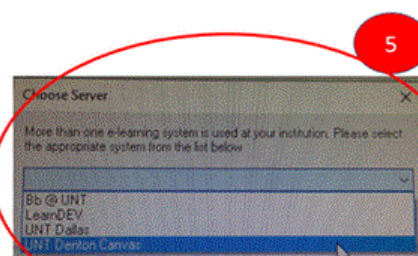 5
Choose Server
More than one e-learning system is used at your institution. Please select
the appropriate system from the list below
Bb @ UNT
LearnDEV
UNT Dallas
UNT Denton Canvas